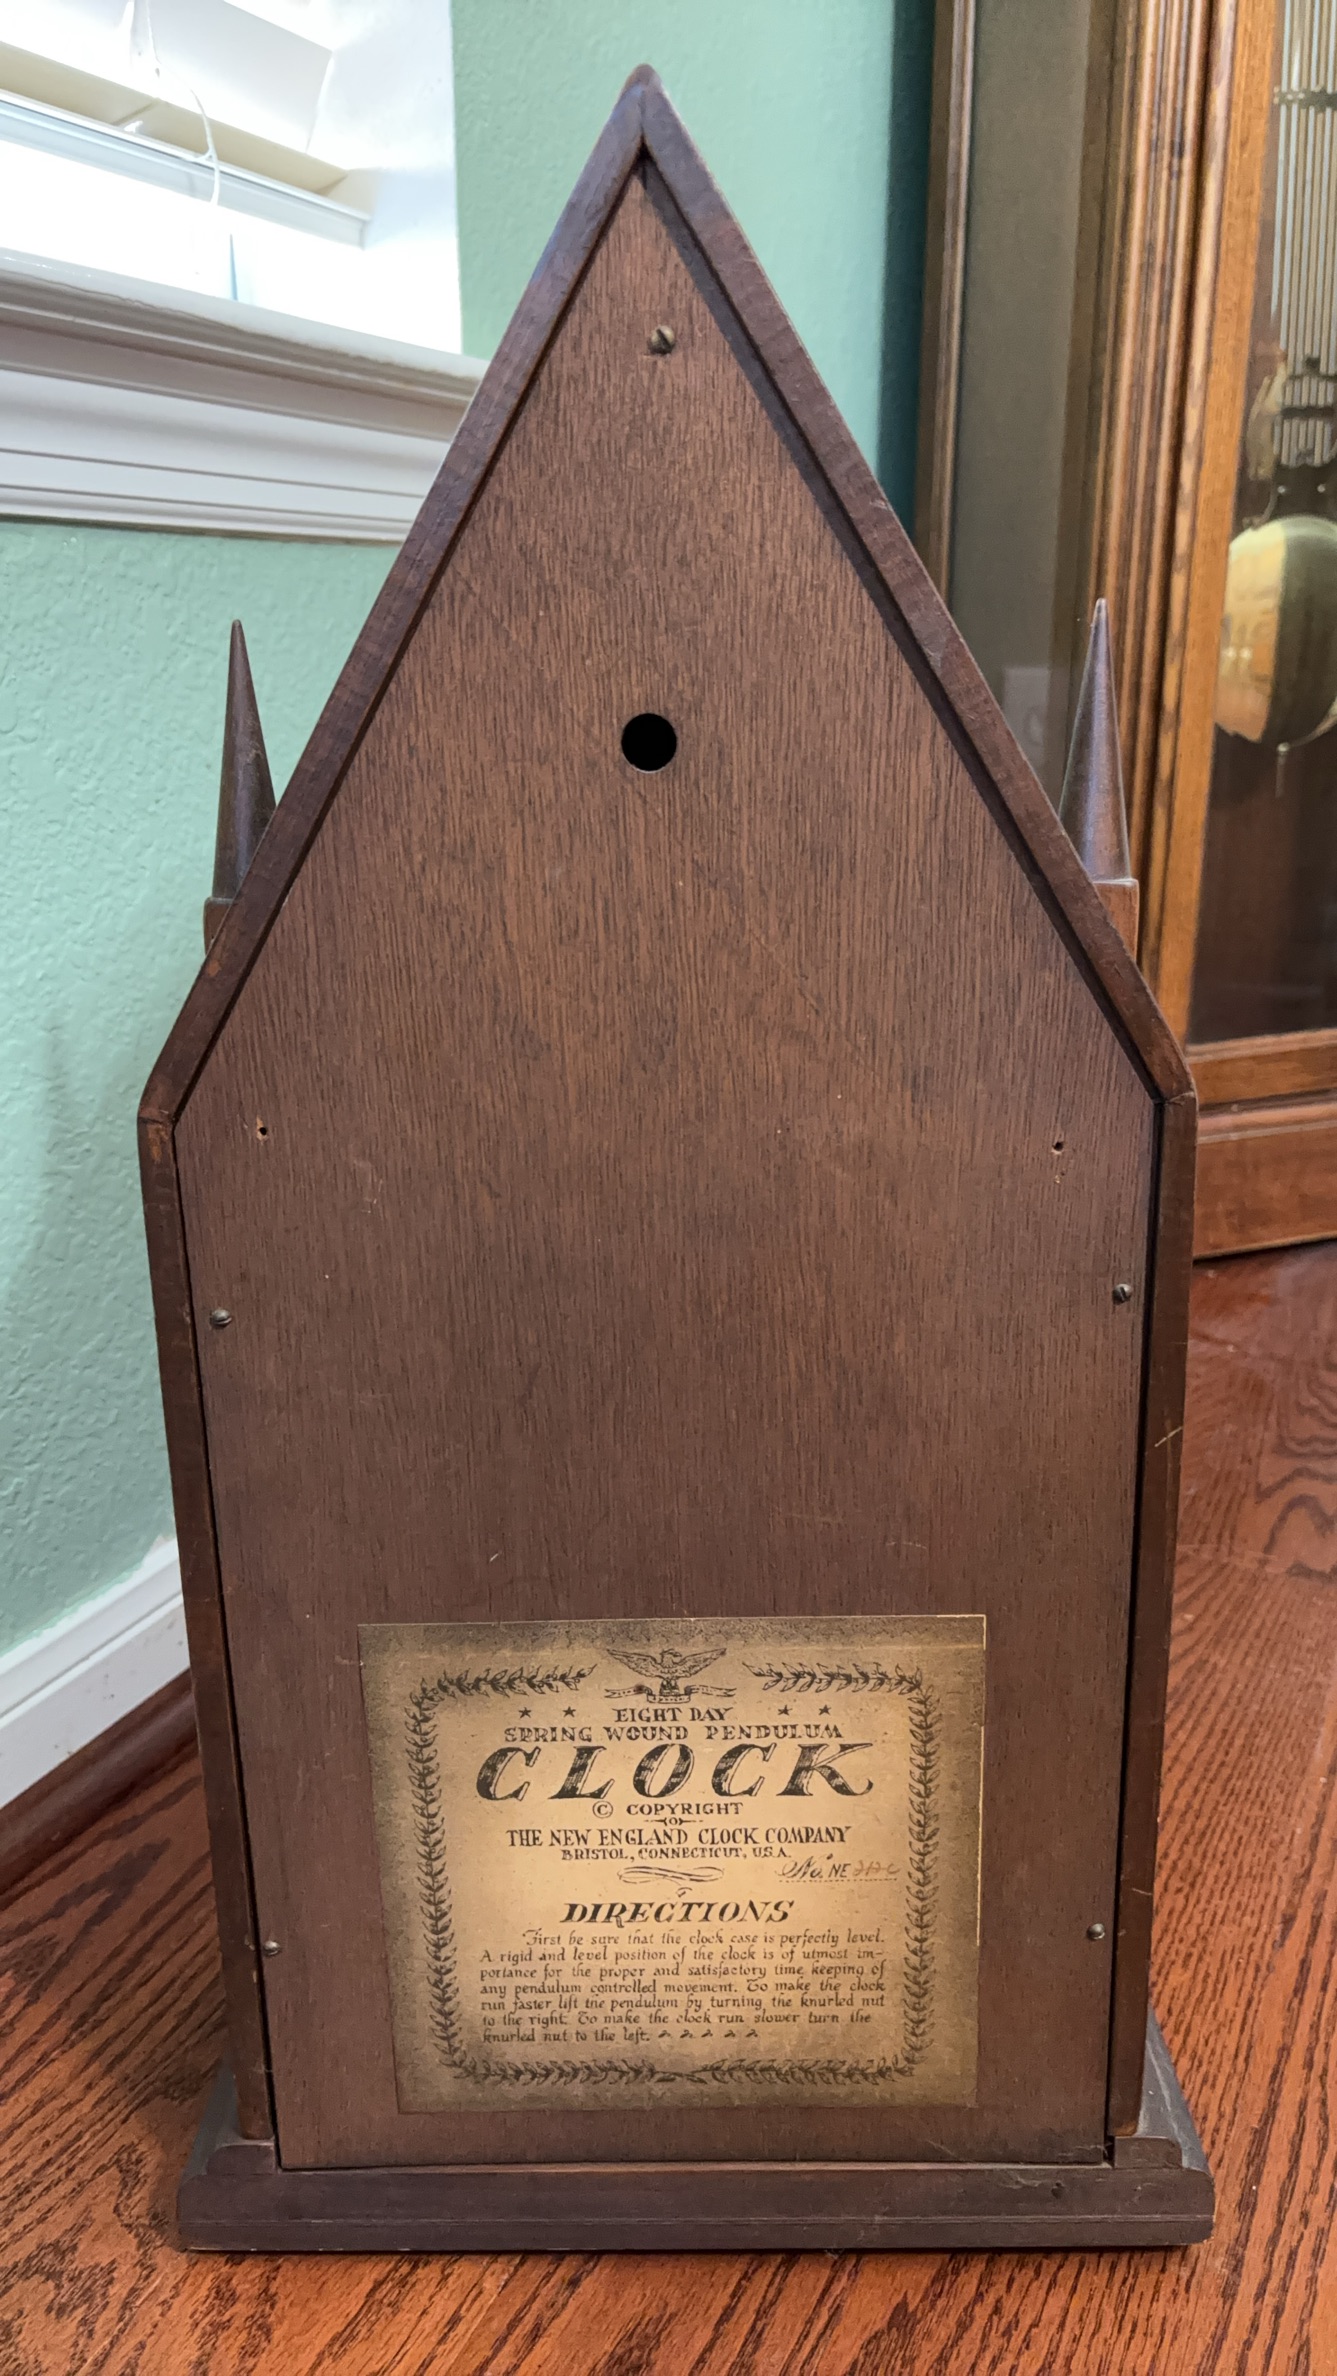 EIGHT DAY
SPRING WOUND PENDULUM
CLOCK
© COPYRIGHT
THE NEW ENGLAND CLOCK COMPANY
BRISTOL, CONNECTICUT, U.S.A.
No. NE
DIRECTIONS
First be sure that the clock case is perfectly level.
A rigid and level position of the clock is of utmost im-
portance for the proper and satisfactory time keeping of
any pendulum controlled movement. To make the clock
run faster lift the pendulum by turning the knurled nut
to the right. To make the clock run slower turn the
knurled nut to the left.